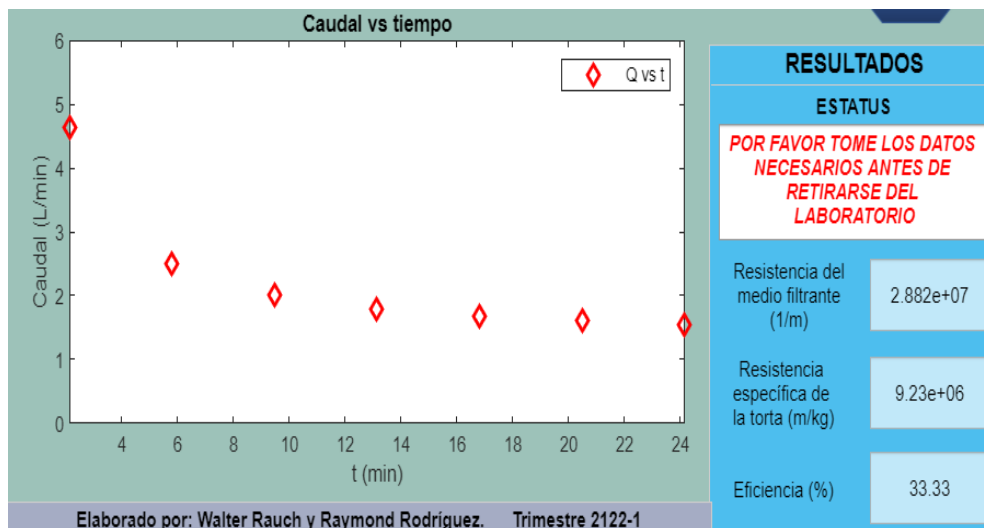 Caudal vs tiempo
6
5
4
3
2
1
0
Caudal (L/min)
Q vs t
4
6
8
10
12
14
16
18
20
22
24
t (min)
Elaborado por: Walter Rauch y Raymond Rodríguez. Trimestre 2122-1
RESULTADOS
ESTATUS
POR FAVOR TOME LOS DATOS
NECESARIOS ANTES DE
RETIRARSE DEL
LABORATORIO
Resistencia del
medio filtrante
(1/m)
2.882e+07
Resistencia
específica de
la torta (m/kg)
9.23e+06
Eficiencia (%)
33.33